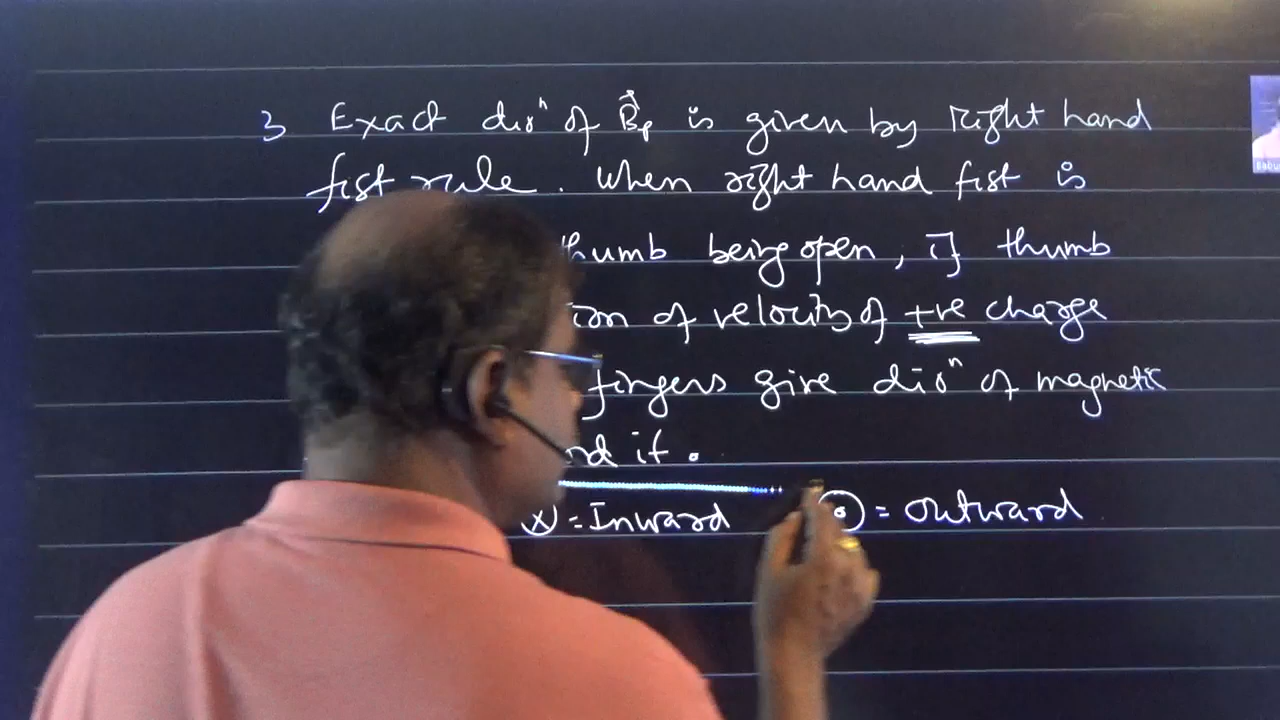 3 Exact dirⁿ of B⃗p is given by right hand
fist rule. When right hand fist is
thumb being open, if thumb
of velocity of +ve charge
fingers give dirⁿ of magnetic
it.
ⓧ = Inward ⊙ = outward